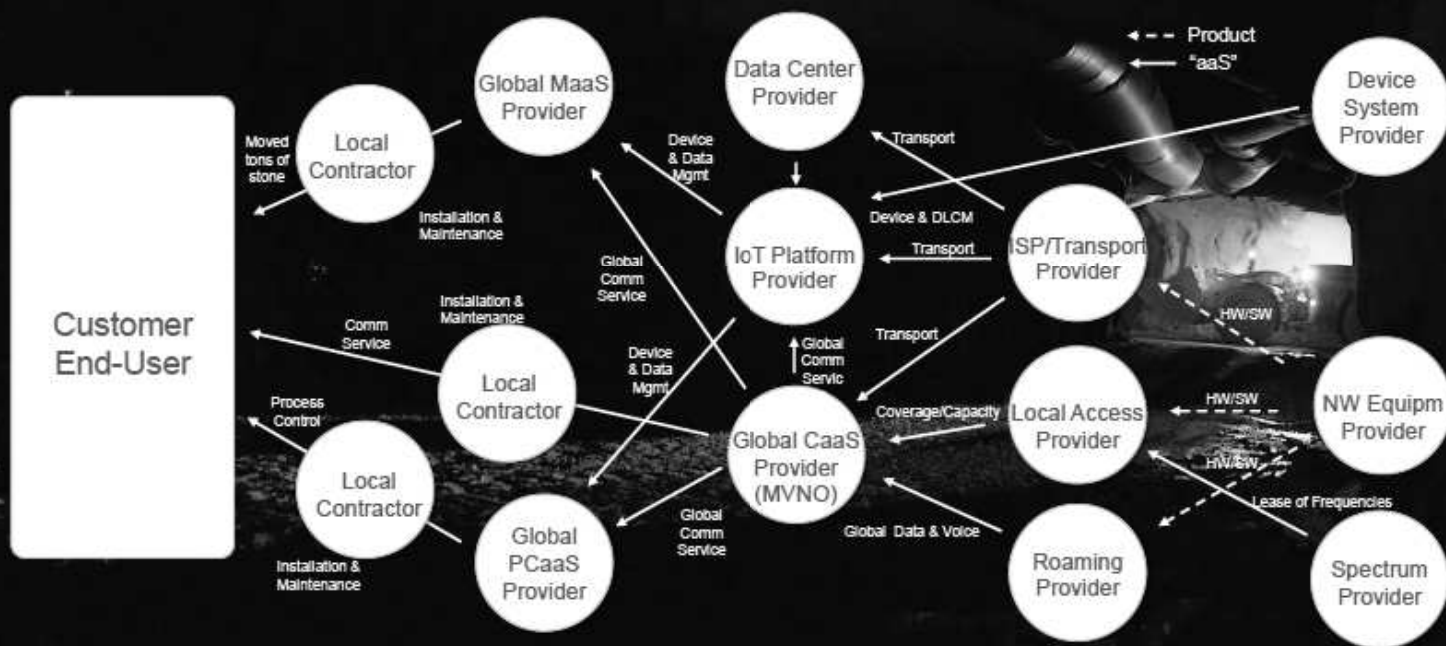 Product
"aaS"
Global MaaS
Provider
Data Center
Provider
Device
System
Provider
Local
Contractor
Moved
tons of
stone
Installation &
Maintenance
Device
& Data
Mgmt
Transport
Device & DLCM
IoT Platform
Provider
Transport
ISP/Transport
Provider
Global
Comm
Service
HW/SW
Customer
End-User
Installation &
Maintenance
Comm
Service
Local
Contractor
Device
& Data
Mgmt
Global
Comm
Servic
Transport
Process
Control
Local
Contractor
Installation &
Maintenance
Global
PCaaS
Provider
Global
Comm
Service
Global CaaS
Provider
(MVNO)
Coverage/Capacity
Local Access
Provider
HW/SW
NW Equipm
Provider
HW/SW
Lease of Frequencies
Global Data & Voice
Roaming
Provider
Spectrum
Provider